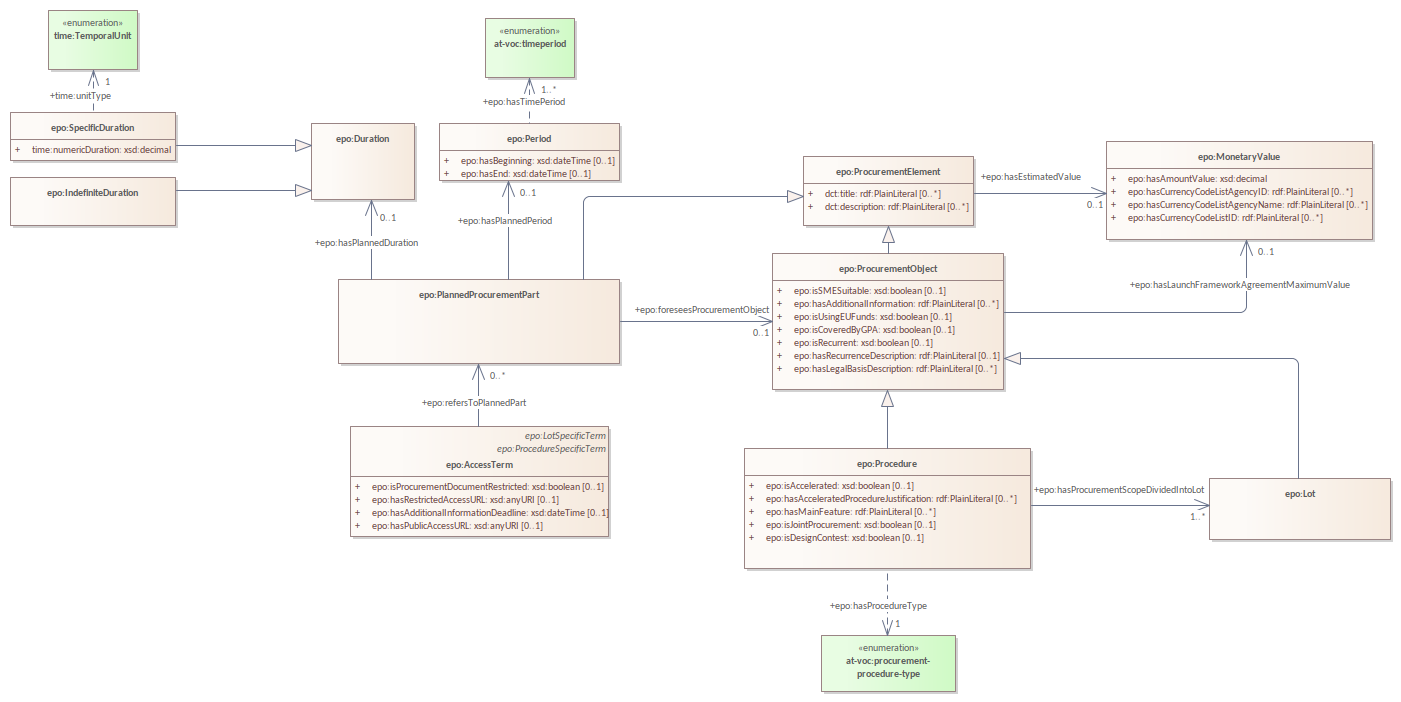 «enumeration»
time:TemporalUnit
1
+time:unitType
epo:SpecificDuration
+ time:numericDuration: xsd:decimal
epo:IndefiniteDuration
epo:Duration
0..1
+epo:hasPlannedDuration
«enumeration»
at-voc:timeperiod
1..*
+epo:hasTimePeriod
epo:Period
+ epo:hasBeginning: xsd:dateTime [0..1]
+ epo:hasEnd: xsd:dateTime [0..1]
0..1
+epo:hasPlannedPeriod
epo:PlannedProcurementPart
+epo:foreseesProcurementObject
0..1
0..*
+epo:refersToPlannedPart
epo:LotSpecificTerm
epo:ProcedureSpecificTerm
epo:AccessTerm
+ epo:isProcurementDocumentRestricted: xsd:boolean [0..1]
+ epo:hasRestrictedAccessURL: xsd:anyURI [0..1]
+ epo:hasAdditionalInformationDeadline: xsd:dateTime [0..1]
+ epo:hasPublicAccessURL: xsd:anyURI [0..1]
epo:ProcurementElement
+ dct:title: rdf:PlainLiteral [0..*]
+ dct:description: rdf:PlainLiteral [0..*]
+epo:hasEstimatedValue
0..1
epo:MonetaryValue
+ epo:hasAmountValue: xsd:decimal
+ epo:hasCurrencyCodeListAgencyID: rdf:PlainLiteral [0..*]
+ epo:hasCurrencyCodeListAgencyName: rdf:PlainLiteral [0..*]
+ epo:hasCurrencyCodeListID: rdf:PlainLiteral [0..*]
0..1
+epo:hasLaunchFrameworkAgreementMaximumValue
epo:ProcurementObject
+ epo:isSMESuitable: xsd:boolean [0..1]
+ epo:hasAdditionalInformation: rdf:PlainLiteral [0..*]
+ epo:isUsingEUFunds: xsd:boolean [0..1]
+ epo:isCoveredByGPA: xsd:boolean [0..1]
+ epo:isRecurrent: xsd:boolean [0..1]
+ epo:hasRecurrenceDescription: rdf:PlainLiteral [0..1]
+ epo:hasLegalBasisDescription: rdf:PlainLiteral [0..*]
epo:Procedure
+ epo:isAccelerated: xsd:boolean [0..1]
+ epo:hasAcceleratedProcedureJustification: rdf:PlainLiteral [0..*]
+ epo:hasMainFeature: rdf:PlainLiteral [0..*]
+ epo:isJointProcurement: xsd:boolean [0..1]
+ epo:isDesignContest: xsd:boolean [0..1]
+epo:hasProcurementScopeDividedIntoLot
1..*
epo:Lot
+epo:hasProcedureType
1
«enumeration»
at-voc:procurement-
procedure-type